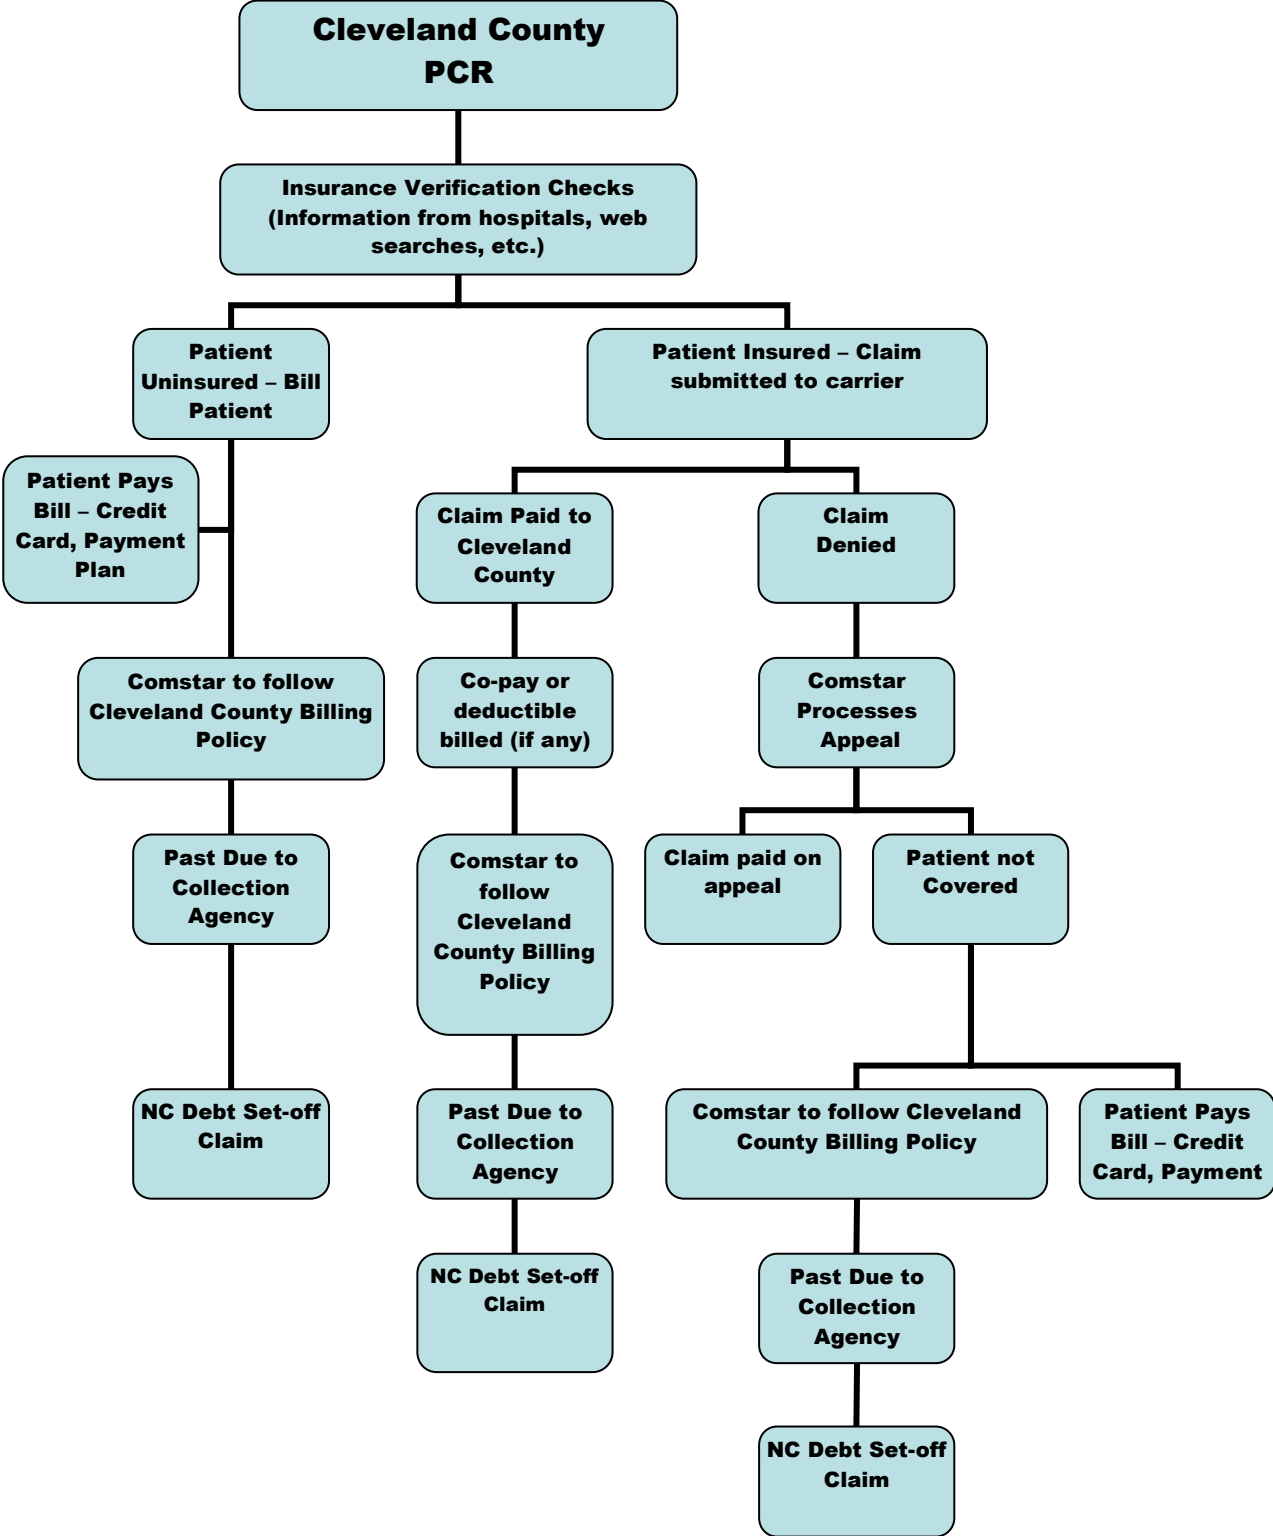 Cleveland County
PCR
Insurance Verification Checks
(Information from hospitals, web
searches, etc.)
Patient
Uninsured – Bill
Patient
Patient Insured – Claim
submitted to carrier
Patient Pays
Bill – Credit
Card, Payment
Plan
Claim Paid to
Cleveland
County
Claim
Denied
Comstar to follow
Cleveland County Billing
Policy
Co-pay or
deductible
billed (if any)
Comstar
Processes
Appeal
Past Due to
Collection
Agency
Comstar to
follow
Cleveland
County Billing
Policy
Claim paid on
appeal
Patient not
Covered
NC Debt Set-off
Claim
Past Due to
Collection
Agency
Comstar to follow Cleveland
County Billing Policy
Patient Pays
Bill – Credit
Card, Payment
NC Debt Set-off
Claim
Past Due to
Collection
Agency
NC Debt Set-off
Claim